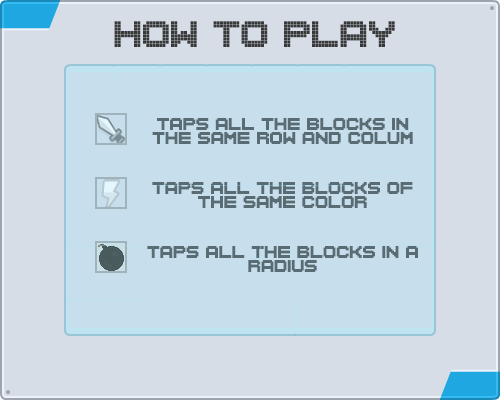 HOW TO PLAY
TAPS ALL THE BLOCKS IN
THE SAME ROW AND COLUM
TAPS ALL THE BLOCKS OF
THE SAME COLOR
TAPS ALL THE BLOCKS IN A
RADIUS